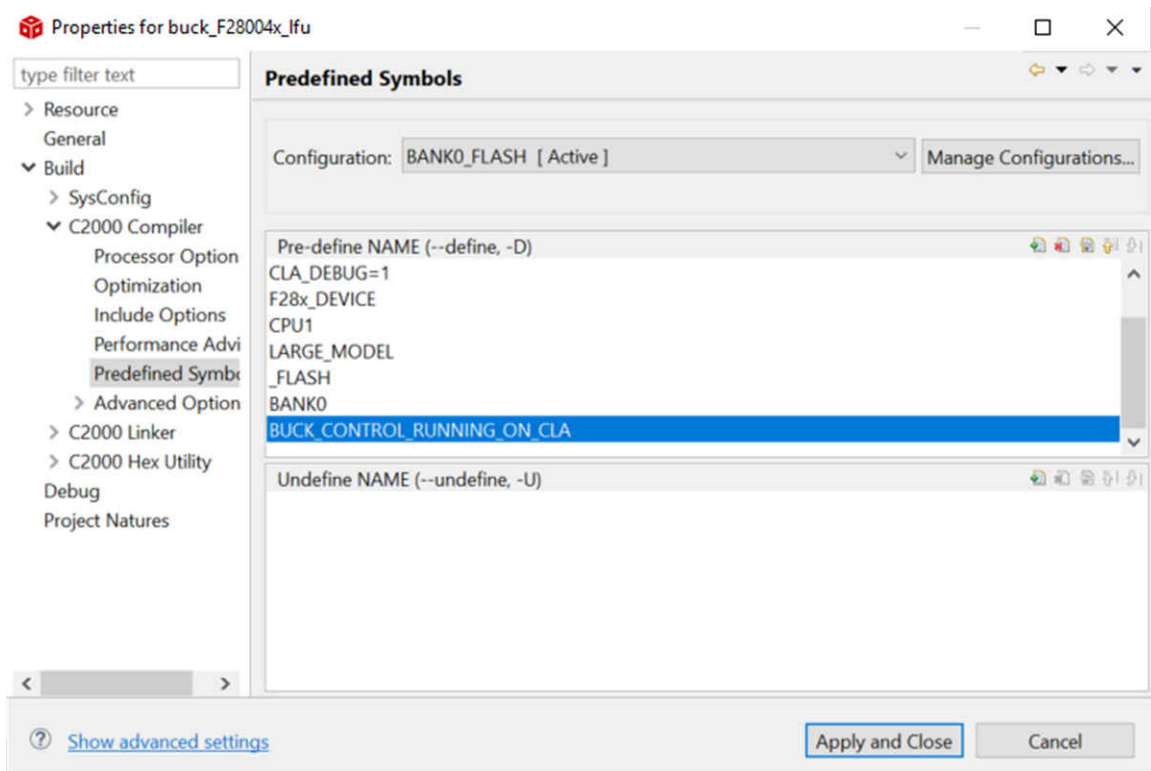 Properties for buck_F28004x_lfu
type filter text
Predefined Symbols
Resource
General
Build
SysConfig
C2000 Compiler
Processor Option
Optimization
Include Options
Performance Advi
Predefined Symbo
Advanced Option
C2000 Linker
C2000 Hex Utility
Debug
Project Natures
Configuration: BANK0_FLASH [ Active ]
Manage Configurations...
Pre-define NAME (--define, -D)
CLA_DEBUG=1
F28x_DEVICE
CPU1
LARGE_MODEL
_FLASH
BANK0
BUCK_CONTROL_RUNNING_ON_CLA
Undefine NAME (--undefine, -U)
Show advanced settings
Apply and Close
Cancel